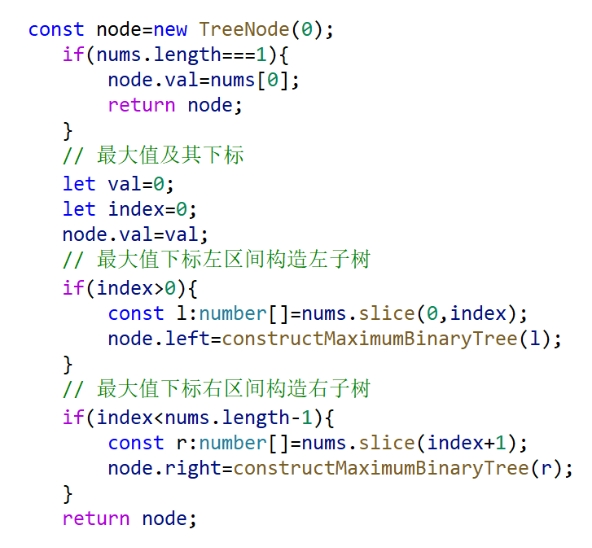 const node=new TreeNode(0);
if(nums.length===1){
node.val=nums[0];
return node;
}
// 最大值及其下标
let val=0;
let index=0;
node.val=val;
// 最大值下标左区间构造左子树
if(index>0){
const l:number[]=nums.slice(0,index);
node.left=constructMaximumBinaryTree(l);
}
// 最大值下标右区间构造右子树
if(index<nums.length-1){
const r:number[]=nums.slice(index+1);
node.right=constructMaximumBinaryTree(r);
}
return node;